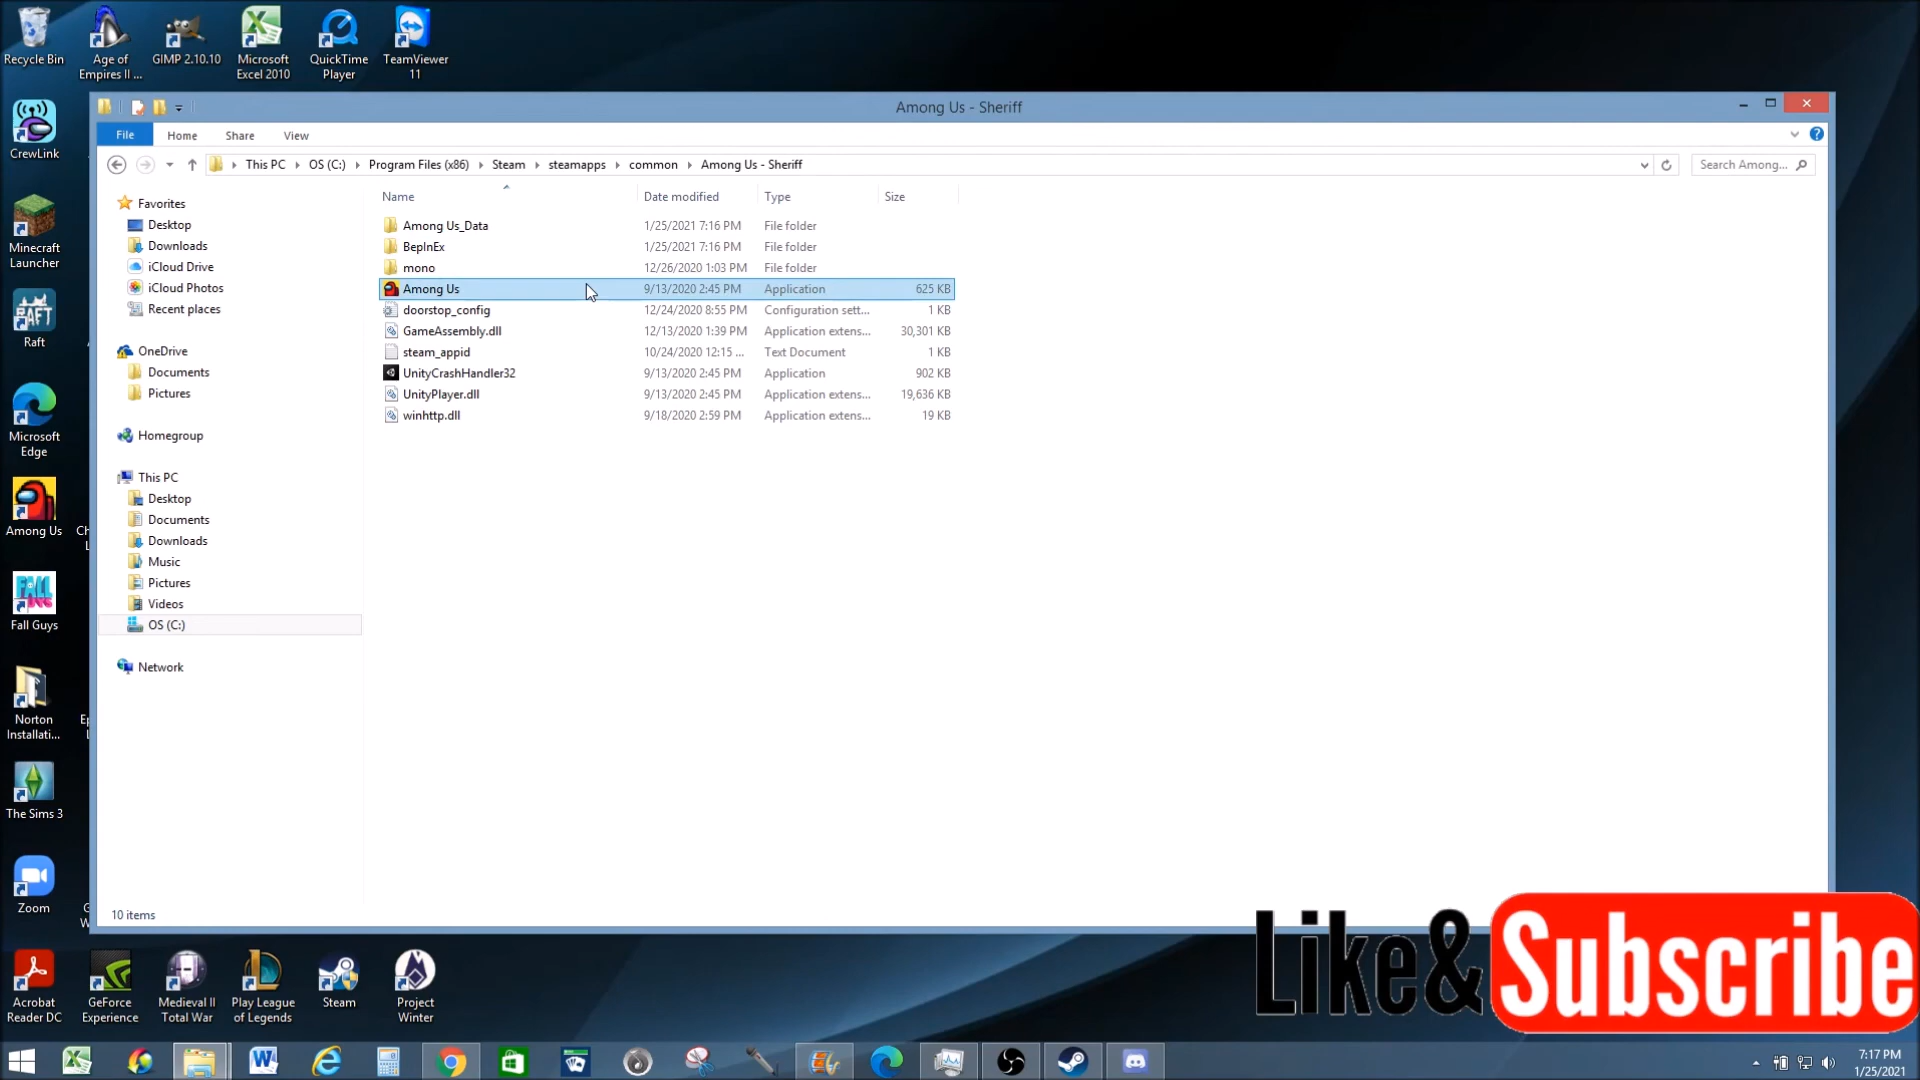 Recycle Bin
Age of
Empires II ...
GIMP 2.10.10
Microsoft
Excel 2010
QuickTime
Player
TeamViewer
11
CrewLink
Minecraft
Launcher
Raft
Microsoft
Edge
Among Us
Fall Guys
Norton
Installati...
The Sims 3
Zoom
Among Us - Sheriff
File
Home
Share
View
This PC
OS (C:)
Program Files (x86)
Steam
steamapps
common
Among Us - Sheriff
Search Among...
Favorites
Desktop
Downloads
iCloud Drive
iCloud Photos
Recent places
OneDrive
Documents
Pictures
Homegroup
This PC
Desktop
Documents
Downloads
Music
Pictures
Videos
OS (C:)
Network
Name Date modified Type Size
Among Us_Data 1/25/2021 7:16 PM File folder
BepInEx 1/25/2021 7:16 PM File folder
mono 12/26/2020 1:03 PM File folder
Among Us 9/13/2020 2:45 PM Application 625 KB
doorstop_config 12/24/2020 8:55 PM Configuration sett... 1 KB
GameAssembly.dll 12/13/2020 1:39 PM Application extens... 30,301 KB
steam_appid 10/24/2020 12:15 ... Text Document 1 KB
UnityCrashHandler32 9/13/2020 2:45 PM Application 902 KB
UnityPlayer.dll 9/13/2020 2:45 PM Application extens... 19,636 KB
winhttp.dll 9/18/2020 2:59 PM Application extens... 19 KB
10 items
Like& Subscribe
Acrobat
Reader DC
GeForce
Experience
Medieval II
Total War
Play League
of Legends
Steam
Project
Winter
7:17 PM
1/25/2021